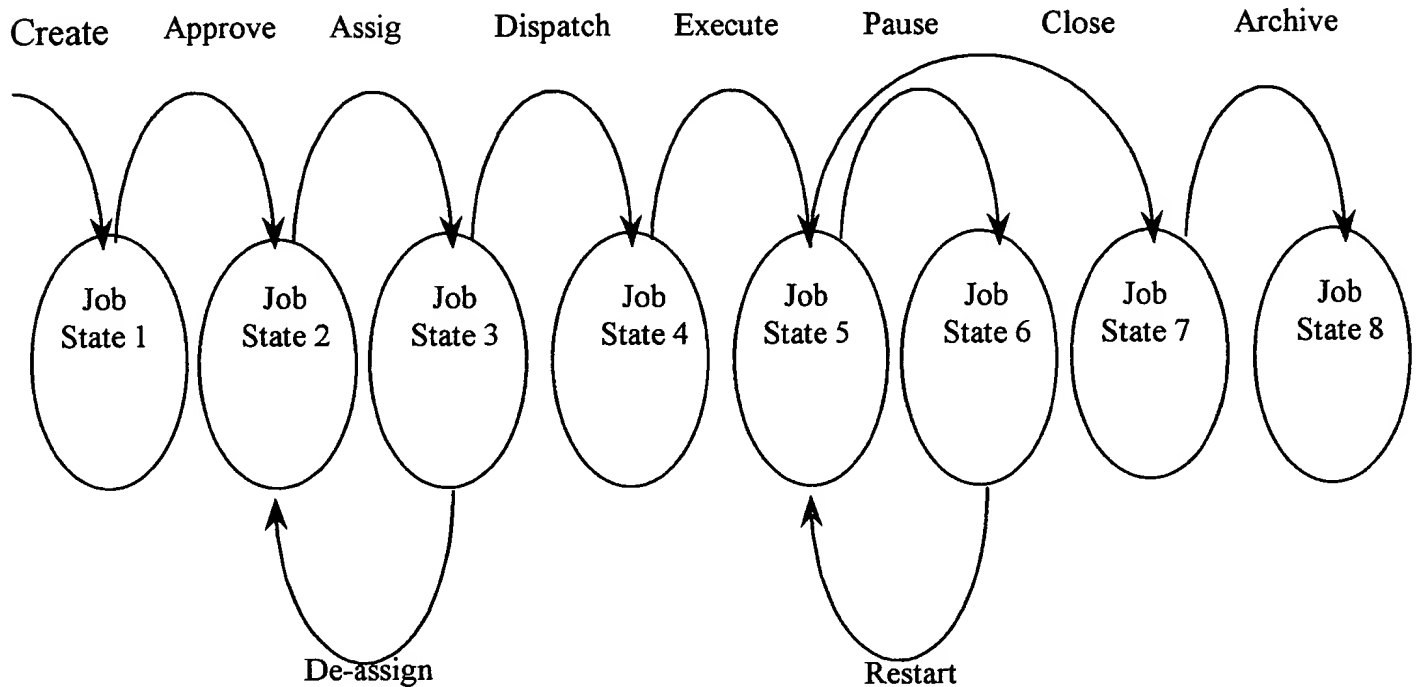 Create Approve Assig Dispatch Execute Pause Close Archive
Job
State 1
Job
State 2
Job
State 3
Job
State 4
Job
State 5
Job
State 6
Job
State 7
Job
State 8
De-assign
Restart